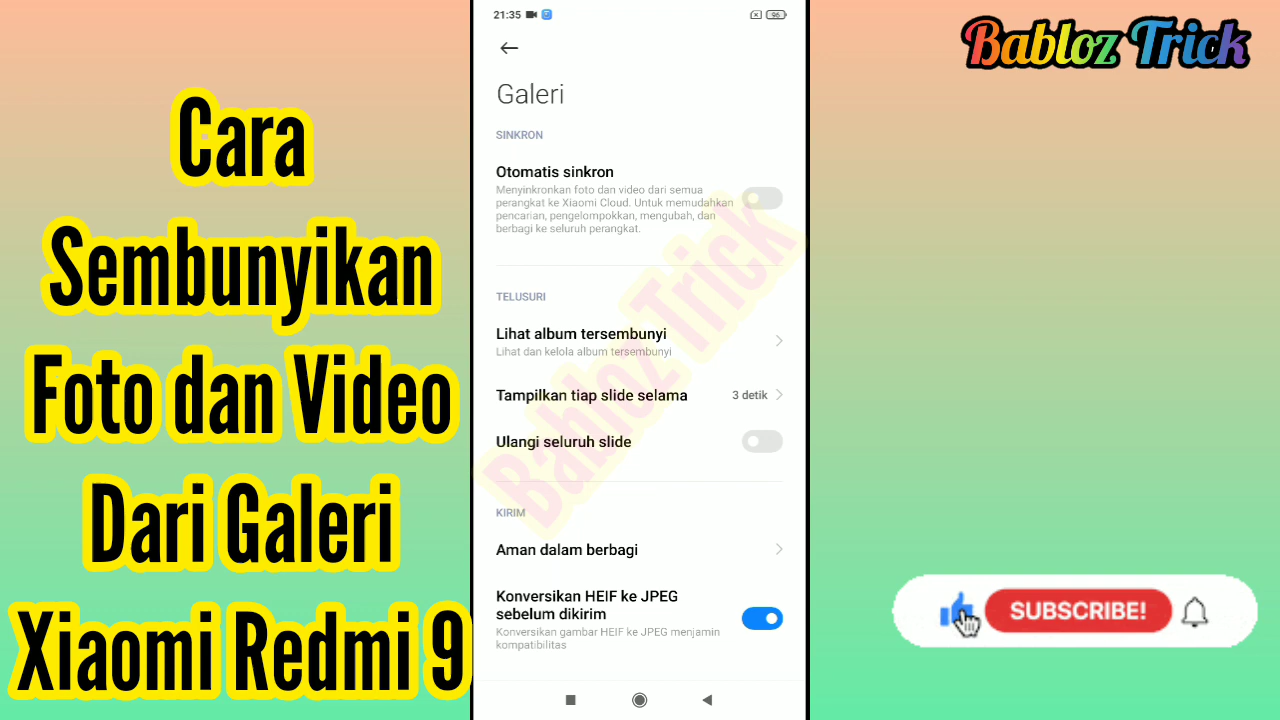 Cara
Sembunyikan
Foto dan Video
Dari Galeri
Xiaomi Redmi 9
21:35
96
Galeri
SINKRON
Otomatis sinkron
Menyinkronkan foto dan video dari semua
perangkat ke Xiaomi Cloud. Untuk memudahkan
pencarian, pengelompokkan, mengubah, dan
berbagi ke seluruh perangkat.
TELUSURI
Lihat album tersembunyi
Lihat dan kelola album tersembunyi
Tampilkan tiap slide selama
3 detik
Ulangi seluruh slide
KIRIM
Aman dalam berbagi
Konversikan HEIF ke JPEG
sebelum dikirim
Konversikan gambar HEIF ke JPEG menjamin
kompatibilitas
Babloz Trick
Babloz Trick
SUBSCRIBE!